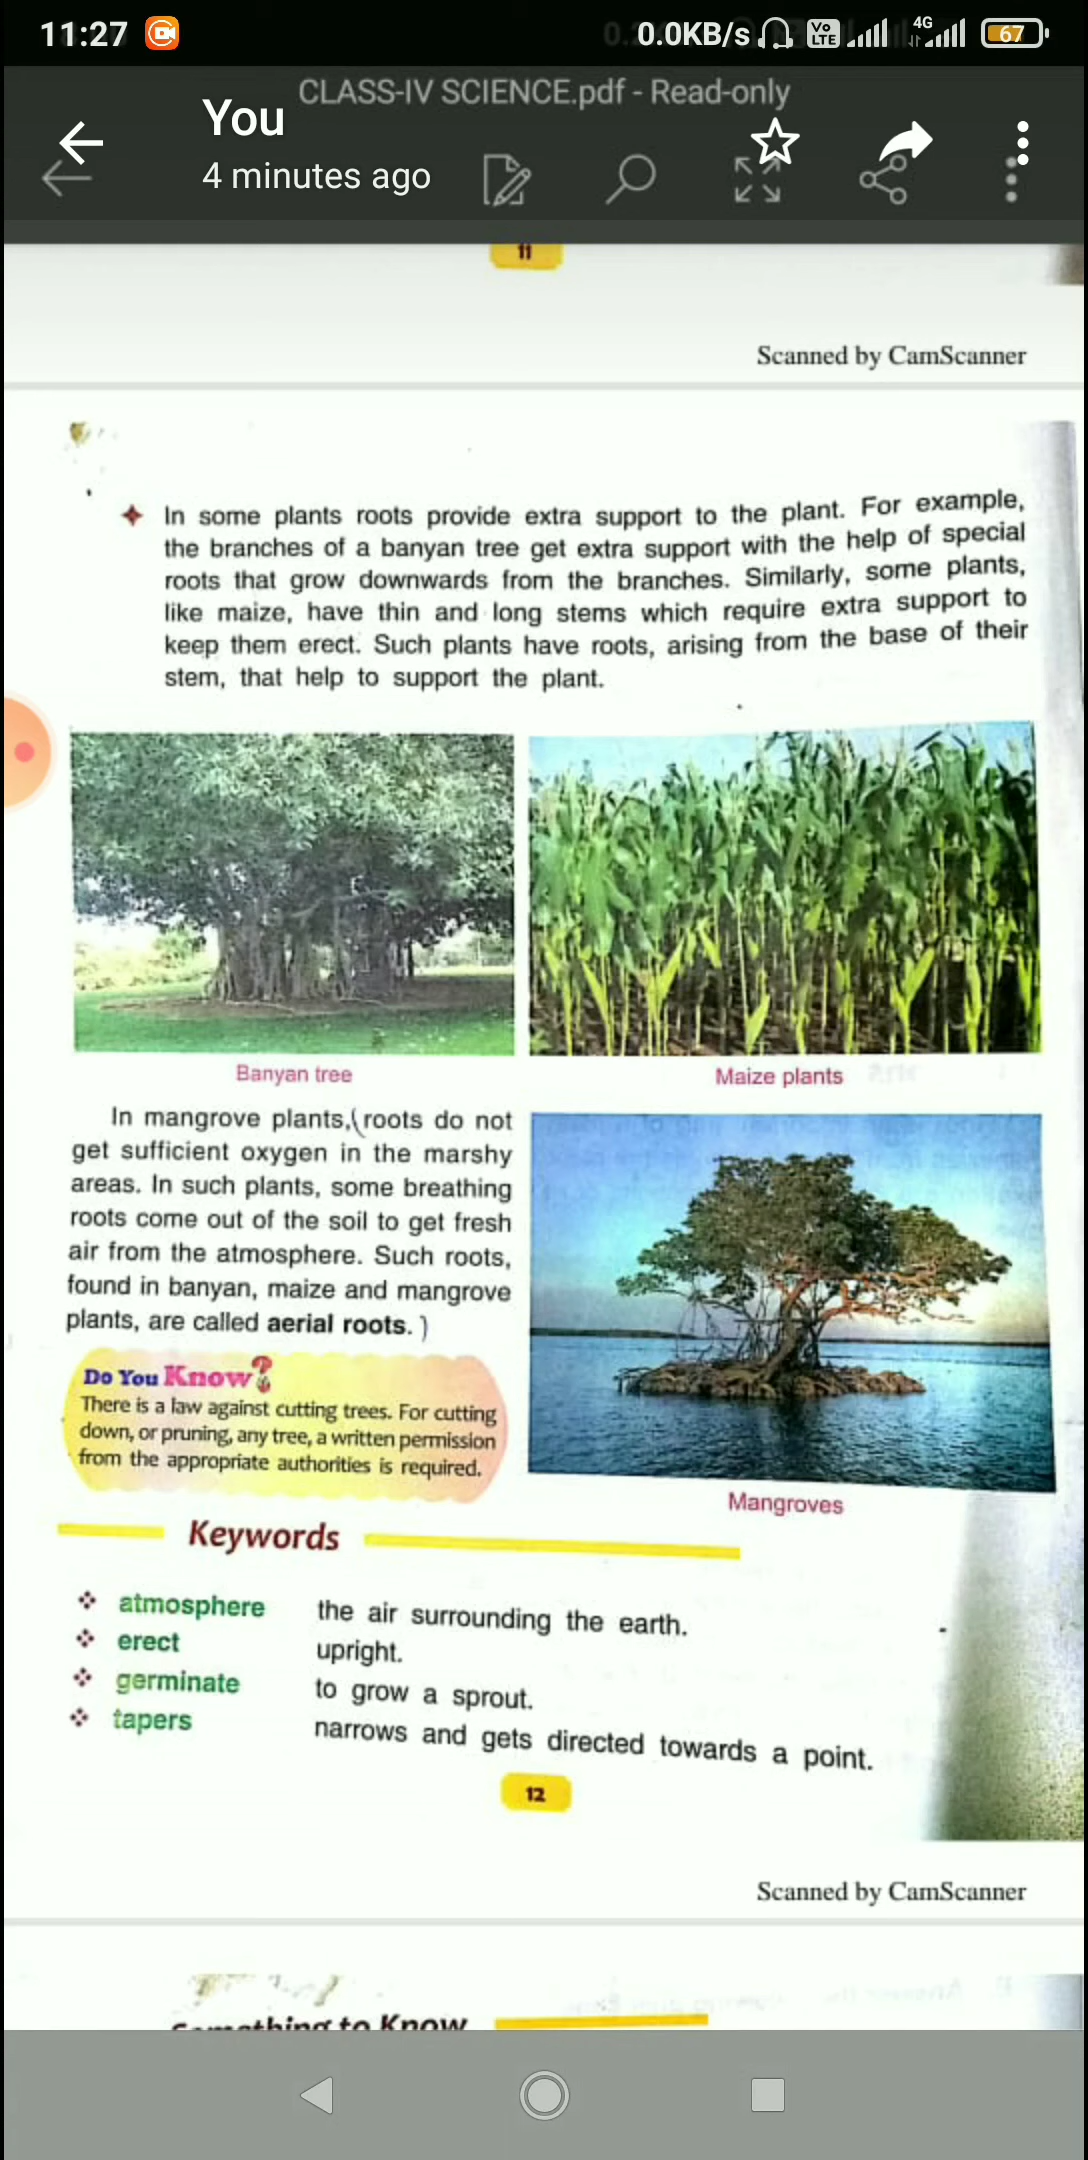 11:27
0.0KB/s
Vo
LTE
4G
67
CLASS-IV SCIENCE.pdf - Read-only
You
4 minutes ago
11
Scanned by CamScanner
In some plants roots provide extra support to the plant. For example,
the branches of a banyan tree get extra support with the help of special
roots that grow downwards from the branches. Similarly, some plants,
like maize, have thin and long stems which require extra support to
keep them erect. Such plants have roots, arising from the base of their
stem, that help to support the plant.
Banyan tree
Maize plants
In mangrove plants, (roots do not
get sufficient oxygen in the marshy
areas. In such plants, some breathing
roots come out of the soil to get fresh
air from the atmosphere. Such roots,
found in banyan, maize and mangrove
plants, are called aerial roots. )
Do You Know?
There is a law against cutting trees. For cutting
down, or pruning, any tree, a written permission
from the appropriate authorities is required.
Mangroves
Keywords
atmosphere the air surrounding the earth.
erect upright.
germinate to grow a sprout.
tapers narrows and gets directed towards a point.
12
Scanned by CamScanner
Something to Know